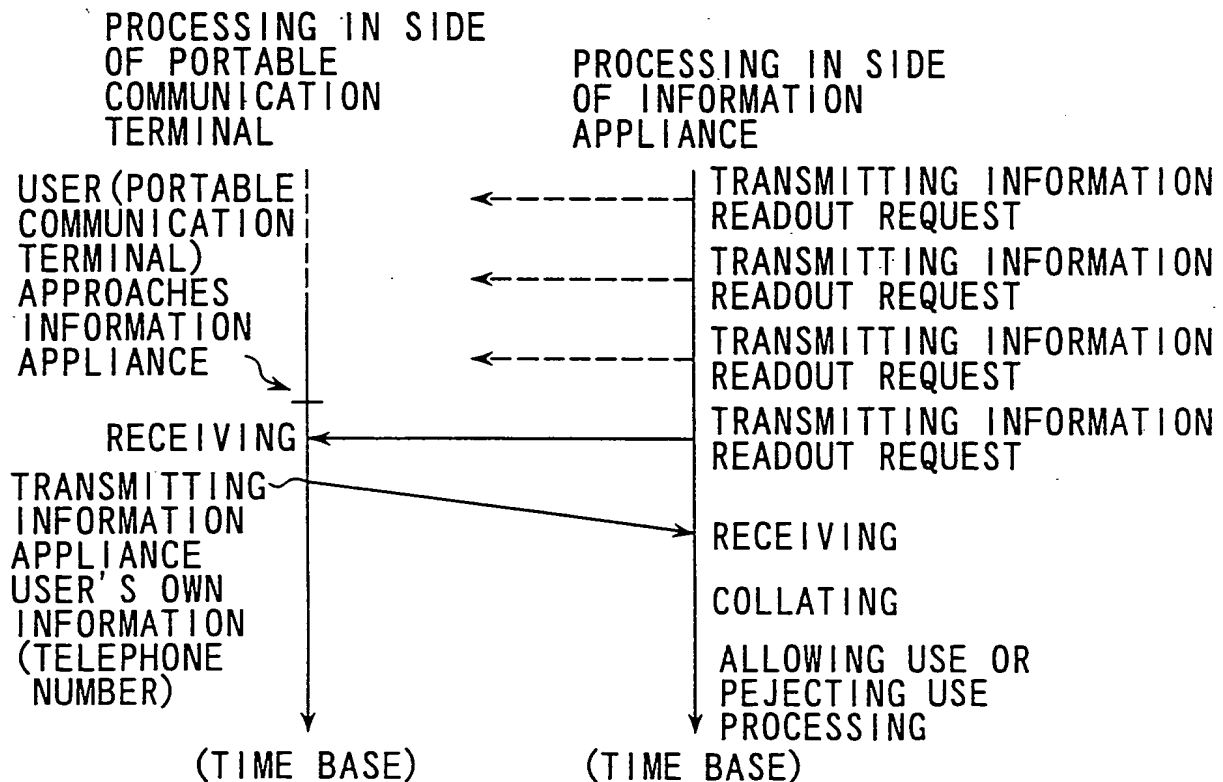 PROCESSING IN SIDE
OF PORTABLE
COMMUNICATION
TERMINAL
PROCESSING IN SIDE
OF INFORMATION
APPLIANCE
USER(PORTABLE
COMMUNICATION
TERMINAL)
APPROACHES
INFORMATION
APPLIANCE
TRANSMITTING INFORMATION
READOUT REQUEST
TRANSMITTING INFORMATION
READOUT REQUEST
TRANSMITTING INFORMATION
READOUT REQUEST
TRANSMITTING INFORMATION
READOUT REQUEST
RECEIVING
TRANSMITTING
INFORMATION
APPLIANCE
USER'S OWN
INFORMATION
(TELEPHONE
NUMBER)
RECEIVING
COLLATING
ALLOWING USE OR
PEJECTING USE
PROCESSING
(TIME BASE)
(TIME BASE)